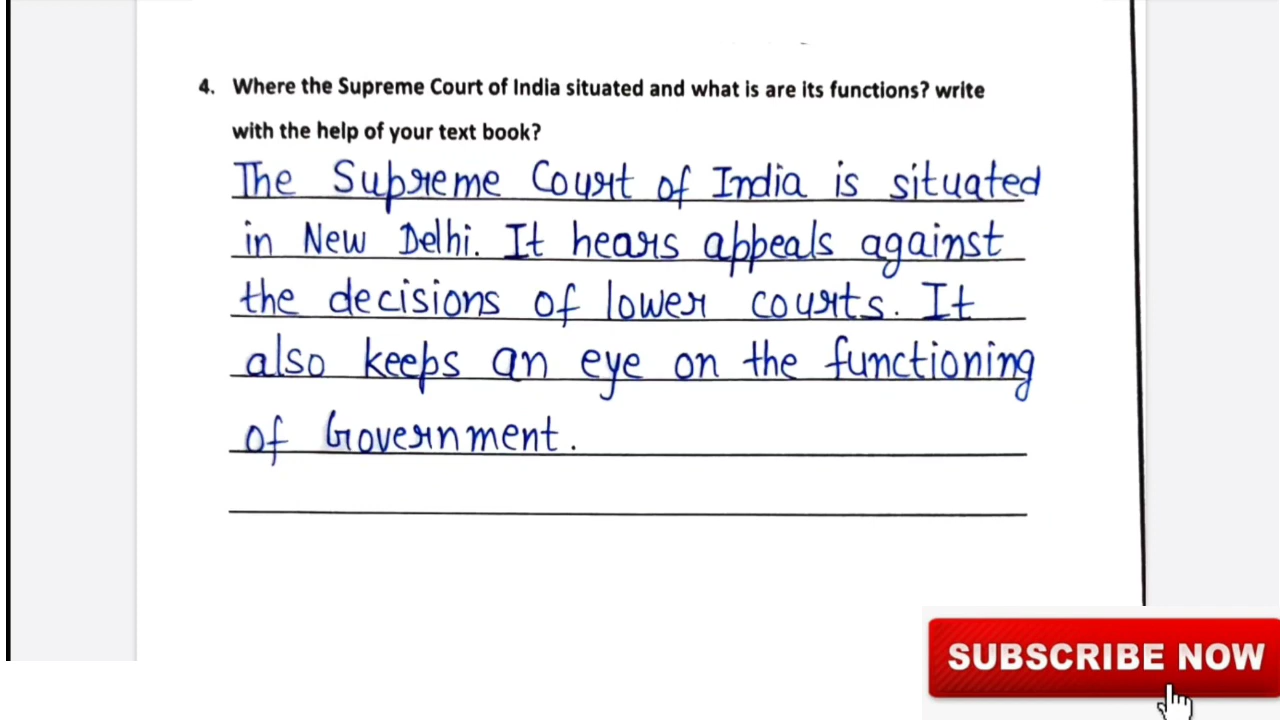 4. Where the Supreme Court of India situated and what is are its functions? write
with the help of your text book?
The Supreme Court of India is situated
in New Delhi. It hears appeals against
the decisions of lower courts. It
also keeps an eye on the functioning
of Government.
SUBSCRIBE NOW